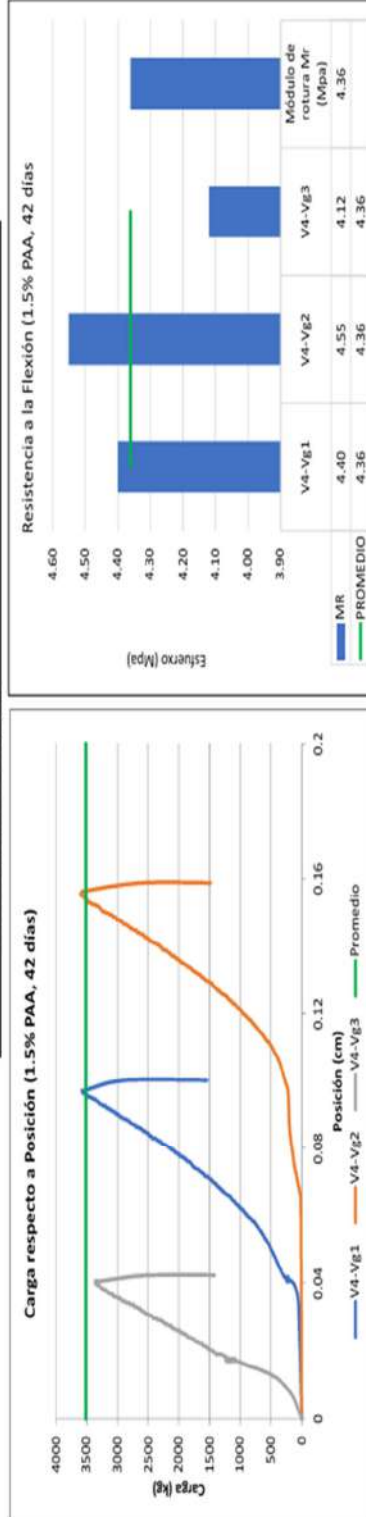 Carga respecto a Posición (1.5% PAA, 42 días)
Carga (kg)
4000
3500
3000
2500
2000
1500
1000
500
0
0 0.04 0.08 0.12 0.16 0.2
Posición (cm)
V4-Vg1 V4-Vg2 V4-Vg3 Promedio
Resistencia a la Flexión (1.5% PAA, 42 días)
Esfuerxo (Mpa)
4.60
4.50
4.40
4.30
4.20
4.10
4.00
3.90
V4-Vg1 V4-Vg2 V4-Vg3 Módulo de
rotura Mr
(Mpa)
MR 4.40 4.55 4.12 4.36
PROMEDIO 4.36 4.36 4.36